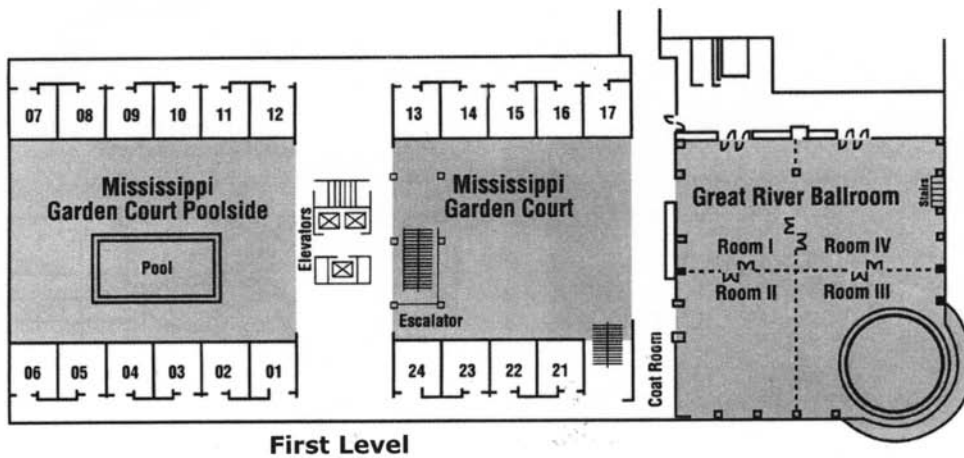 07
08
09
10
11
12
13
14
15
16
17
Mississippi
Garden Court Poolside
Pool
Elevators
Mississippi
Garden Court
Escalator
Great River Ballroom
Stairs
Room I
Room IV
Room II
Room III
06
05
04
03
02
01
24
23
22
21
Coat Room
First Level